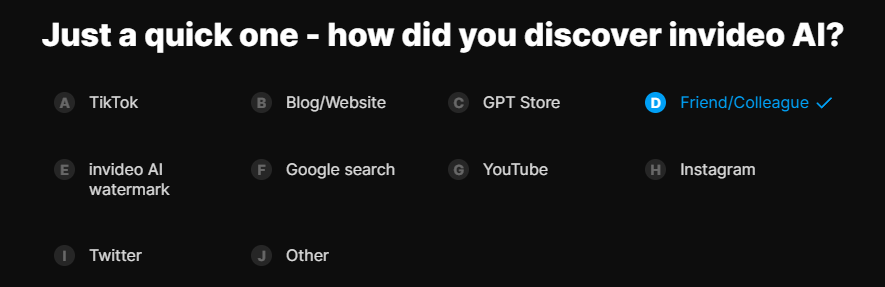 Just a quick one - how did you discover invideo AI?
A TikTok
B Blog/Website
C GPT Store
D Friend/Colleague
E invideo AI
watermark
F Google search
G YouTube
H Instagram
I Twitter
J Other